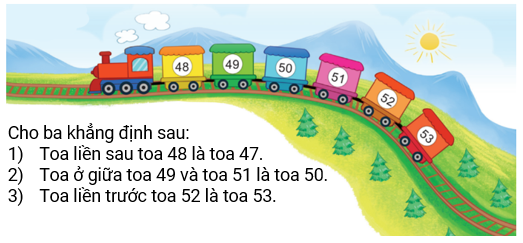 48 49 50 51 52 53
Cho ba khẳng định sau:
1) Toa liền sau toa 48 là toa 47.
2) Toa ở giữa toa 49 và toa 51 là toa 50.
3) Toa liền trước toa 52 là toa 53.